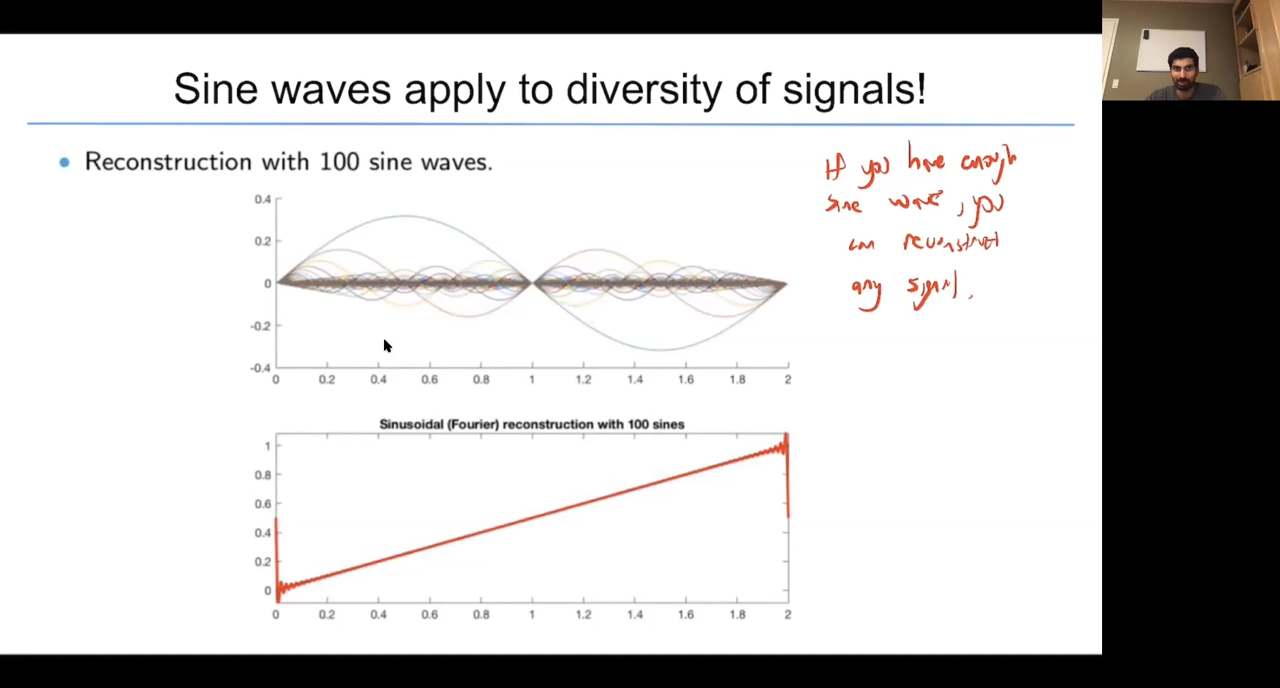 Sine waves apply to diversity of signals!
Reconstruction with 100 sine waves.
If you have enough
sine waves, you
can reconstruct
any signal.
0.4
0.2
0
-0.2
-0.4
0 0.2 0.4 0.6 0.8 1 1.2 1.4 1.6 1.8 2
Sinusoidal (Fourier) reconstruction with 100 sines
1
0.8
0.6
0.4
0.2
0
0 0.2 0.4 0.6 0.8 1 1.2 1.4 1.6 1.8 2